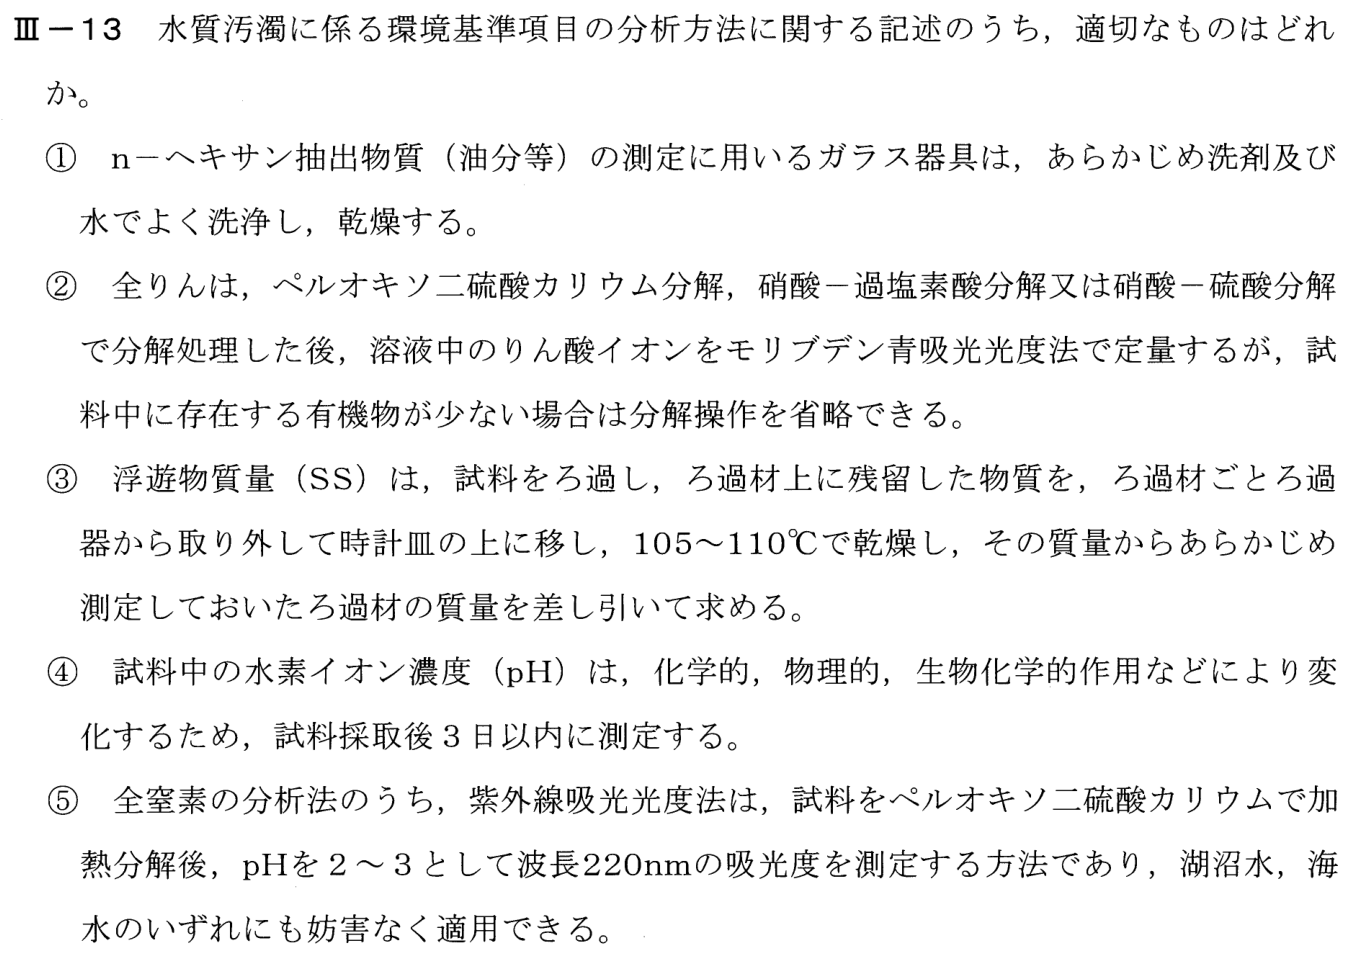 Ⅲ－13　水質汚濁に係る環境基準項目の分析方法に関する記述のうち，適切なものはどれ
か。
①　n－ヘキサン抽出物質（油分等）の測定に用いるガラス器具は，あらかじめ洗剤及び
水でよく洗浄し，乾燥する。
②　全りんは，ペルオキソ二硫酸カリウム分解，硝酸－過塩素酸分解又は硝酸－硫酸分解
で分解処理した後，溶液中のりん酸イオンをモリブデン青吸光光度法で定量するが，試
料中に存在する有機物が少ない場合は分解操作を省略できる。
③　浮遊物質量（SS）は，試料をろ過し，ろ過材上に残留した物質を，ろ過材ごとろ過
器から取り外して時計皿の上に移し，105～110℃で乾燥し，その質量からあらかじめ
測定しておいたろ過材の質量を差し引いて求める。
④　試料中の水素イオン濃度（pH）は，化学的，物理的，生物化学的作用などにより変
化するため，試料採取後３日以内に測定する。
⑤　全窒素の分析法のうち，紫外線吸光光度法は，試料をペルオキソ二硫酸カリウムで加
熱分解後，pHを２～３として波長220nmの吸光度を測定する方法であり，湖沼水，海
水のいずれにも妨害なく適用できる。